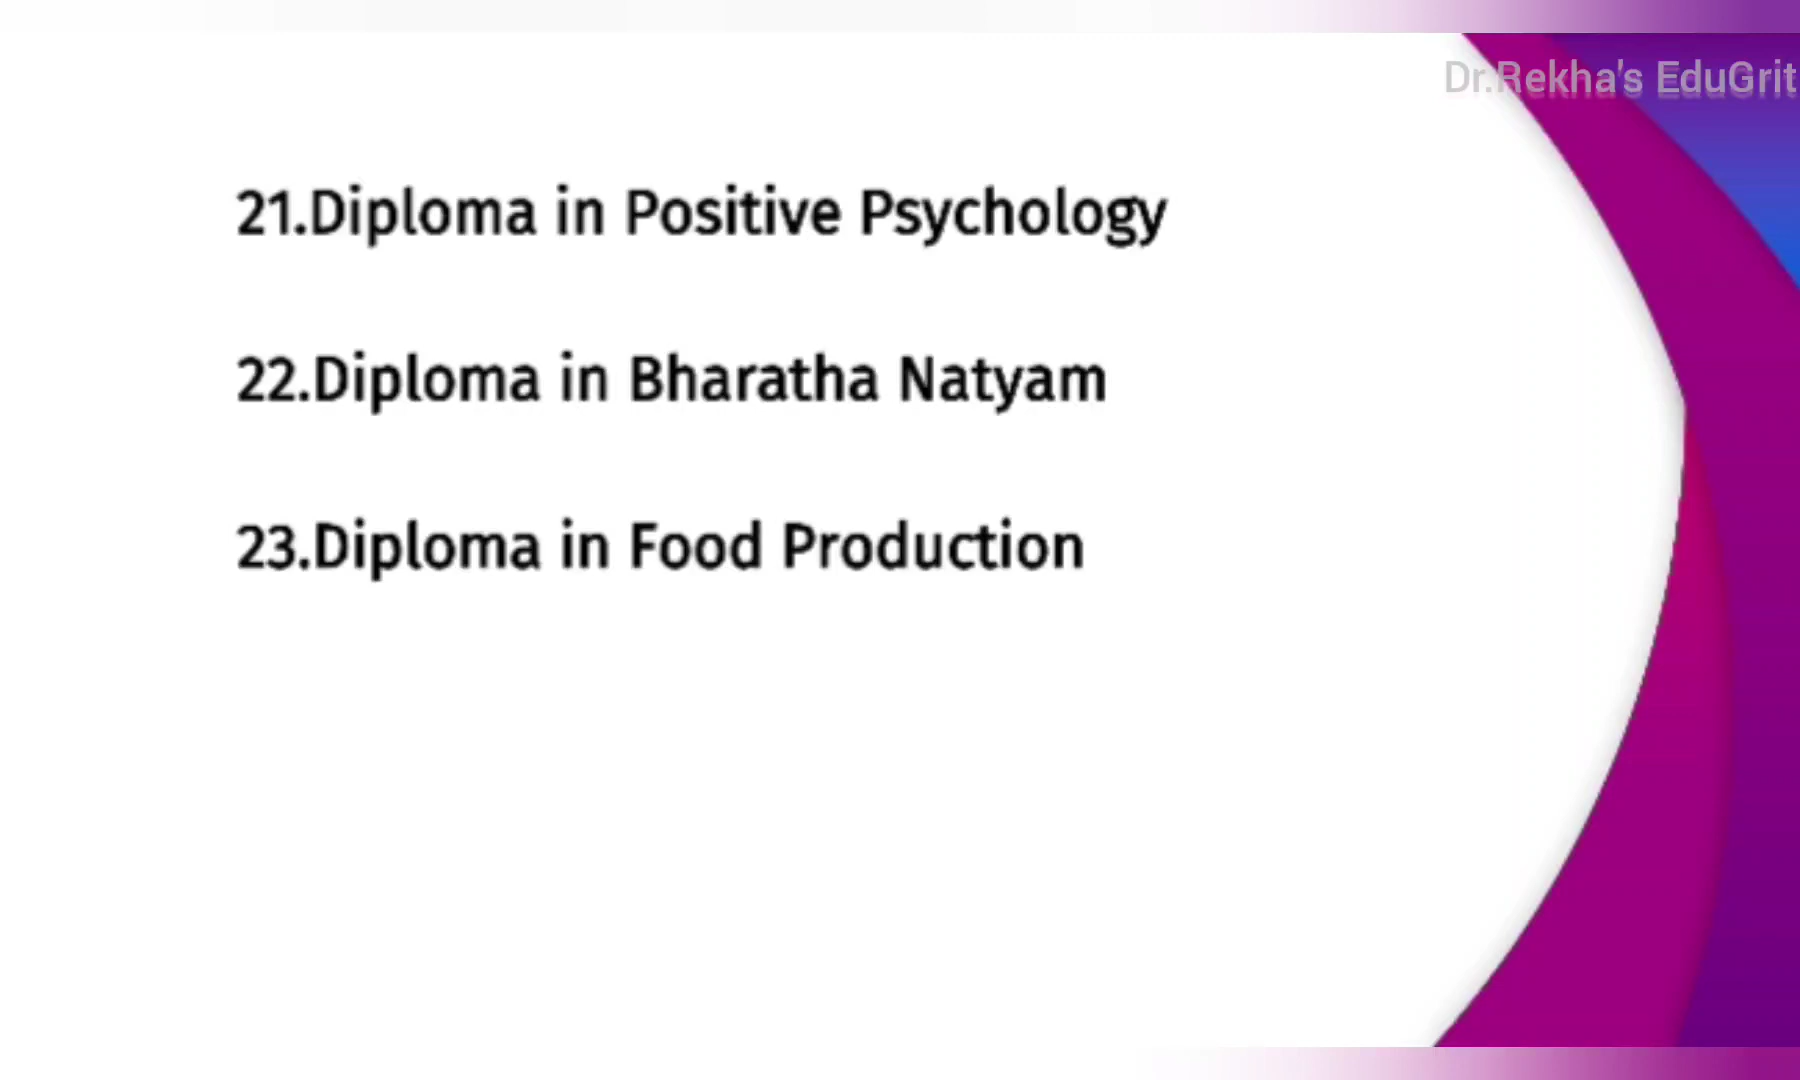 Dr.Rekha's EduGrit
21.Diploma in Positive Psychology
22.Diploma in Bharatha Natyam
23.Diploma in Food Production